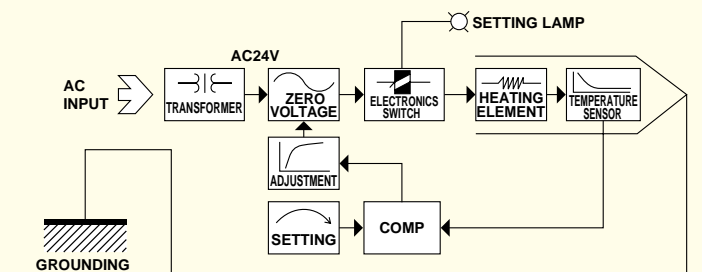 SETTING LAMP
AC24V
AC
INPUT
TRANSFORMER
ZERO
VOLTAGE
ELECTRONICS
SWITCH
HEATING
ELEMENT
TEMPERATURE
SENSOR
ADJUSTMENT
SETTING
COMP
GROUNDING